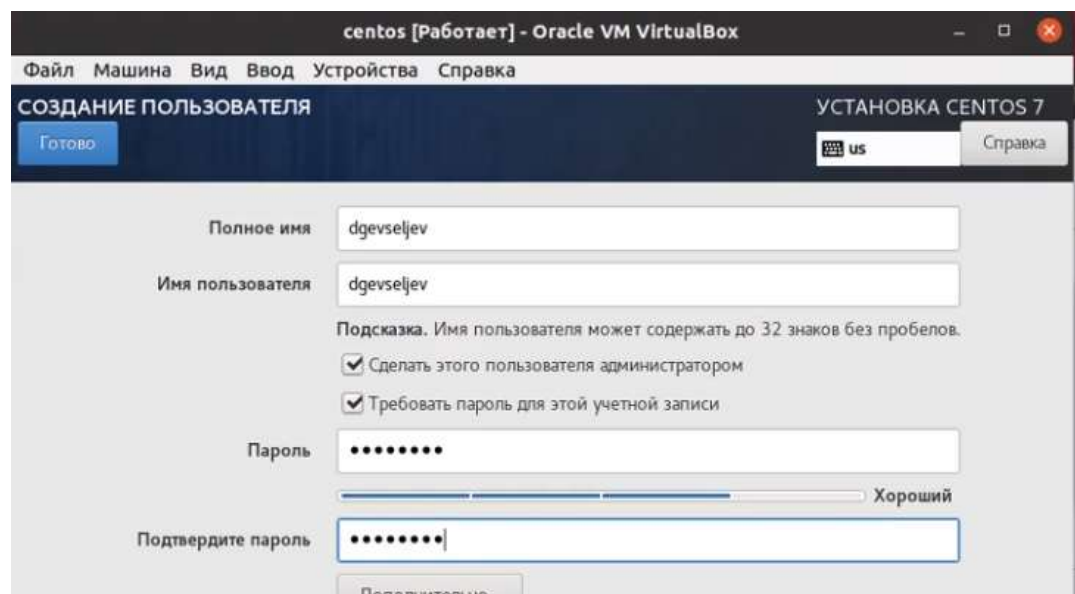 centos [Работает] - Oracle VM VirtualBox
Файл Машина Вид Ввод Устройства Справка
СОЗДАНИЕ ПОЛЬЗОВАТЕЛЯ
УСТАНОВКА CENTOS 7
Готово
us
Справка
Полное имя
dgevseljev
Имя пользователя
dgevseljev
Подсказка. Имя пользователя может содержать до 32 знаков без пробелов.
Сделать этого пользователя администратором
Требовать пароль для этой учетной записи
Пароль
••••••••
Хороший
Подтвердите пароль
••••••••